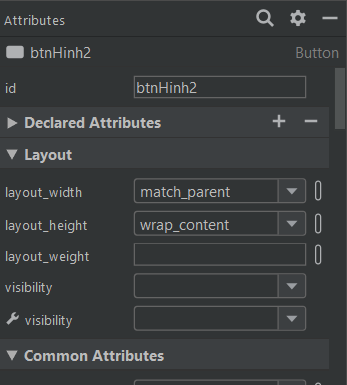 Attributes
btnHinh2 Button
id btnHinh2
Declared Attributes
Layout
layout_width match_parent
layout_height wrap_content
layout_weight
visibility
visibility
Common Attributes